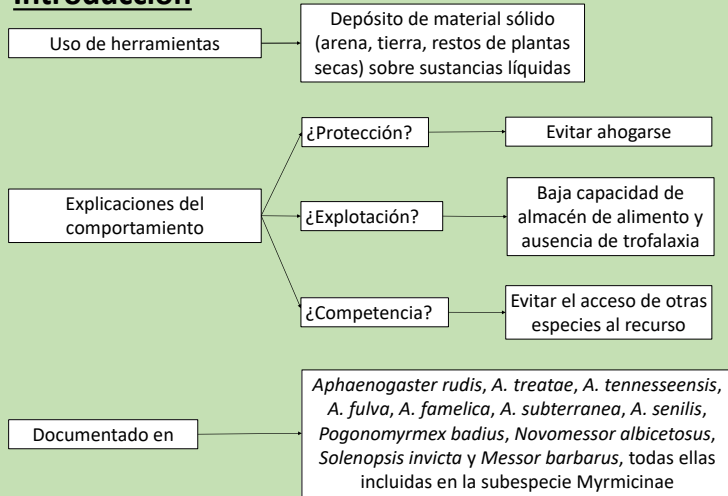 Introducción
Uso de herramientas
Depósito de material sólido
(arena, tierra, restos de plantas
secas) sobre sustancias líquidas
Explicaciones del
comportamiento
¿Protección?
Evitar ahogarse
¿Explotación?
Baja capacidad de
almacén de alimento y
ausencia de trofalaxia
¿Competencia?
Evitar el acceso de otras
especies al recurso
Documentado en
Aphaenogaster rudis, A. treatae, A. tennesseensis,
A. fulva, A. famelica, A. subterranea, A. senilis,
Pogonomyrmex badius, Novomessor albicetosus,
Solenopsis invicta y Messor barbarus, todas ellas
incluidas en la subespecie Myrmicinae